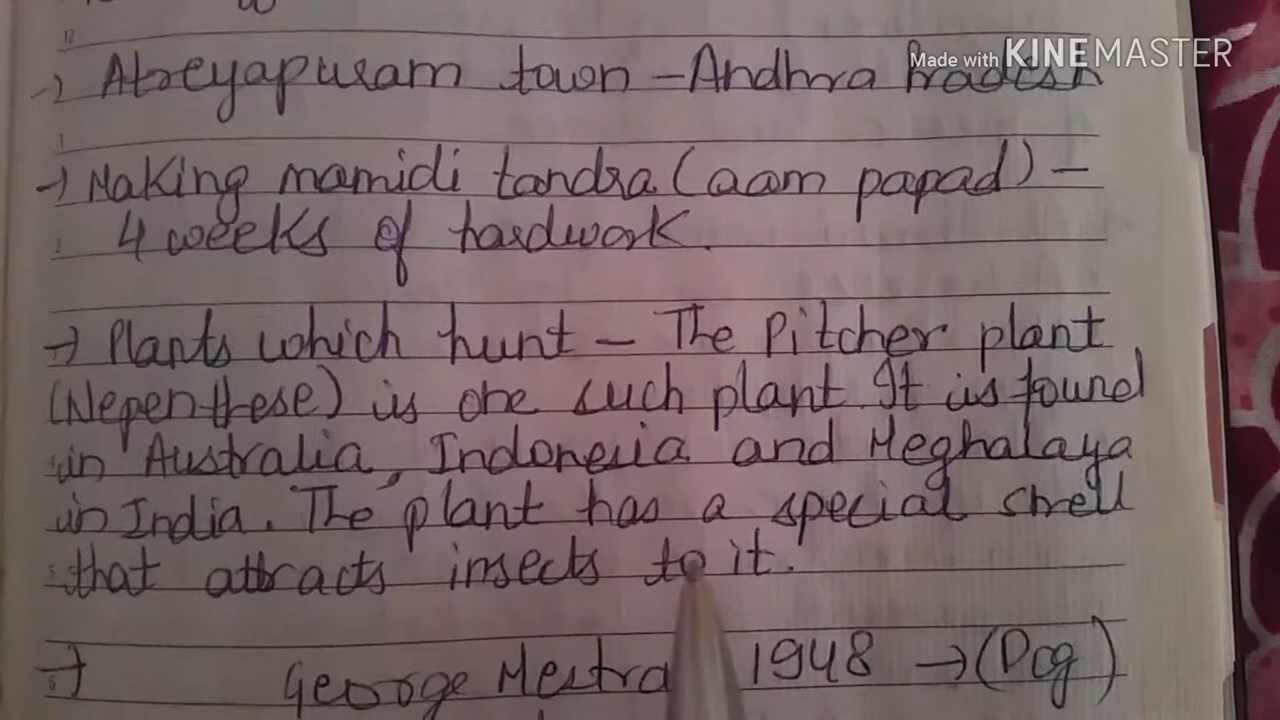 Made with KINEMASTER
→ Atreyapuram town – Andhra Pradesh
→ Making mamidi tandra (aam papad) –
4 weeks of hardwork.
→ Plants which hunt – The Pitcher plant
(Nepenthese) is one such plant. It is found
in Australia, Indonesia and Meghalaya
in India. The plant has a special smell
that attracts insects to it.
→ George Mestra 1948 → (Dog)